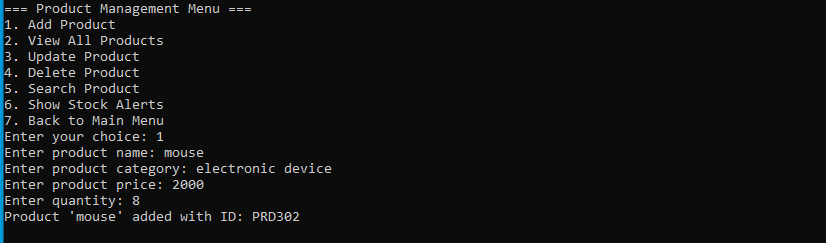 === Product Management Menu ===
1. Add Product
2. View All Products
3. Update Product
4. Delete Product
5. Search Product
6. Show Stock Alerts
7. Back to Main Menu
Enter your choice: 1
Enter product name: mouse
Enter product category: electronic device
Enter product price: 2000
Enter quantity: 8
Product 'mouse' added with ID: PRD302